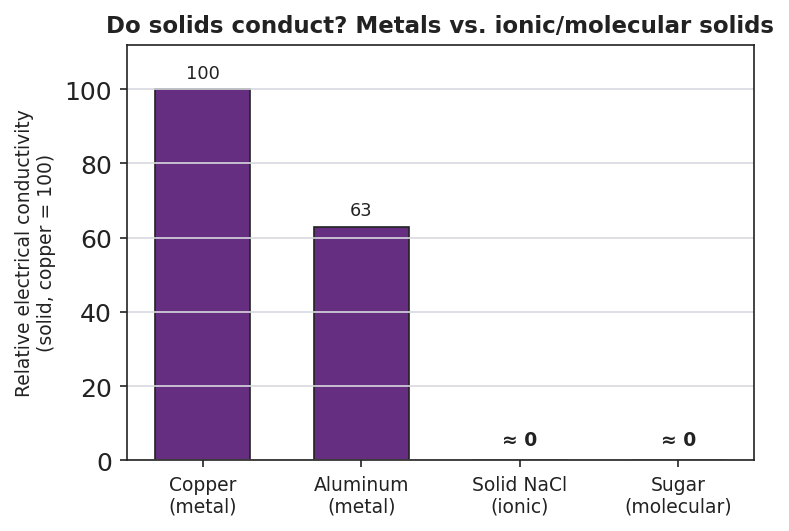 Do solids conduct? Metals vs. ionic/molecular solids
Relative electrical conductivity
(solid, copper = 100)
100
80
60
40
20
0
100
63
≈ 0
≈ 0
Copper
(metal)
Aluminum
(metal)
Solid NaCl
(ionic)
Sugar
(molecular)